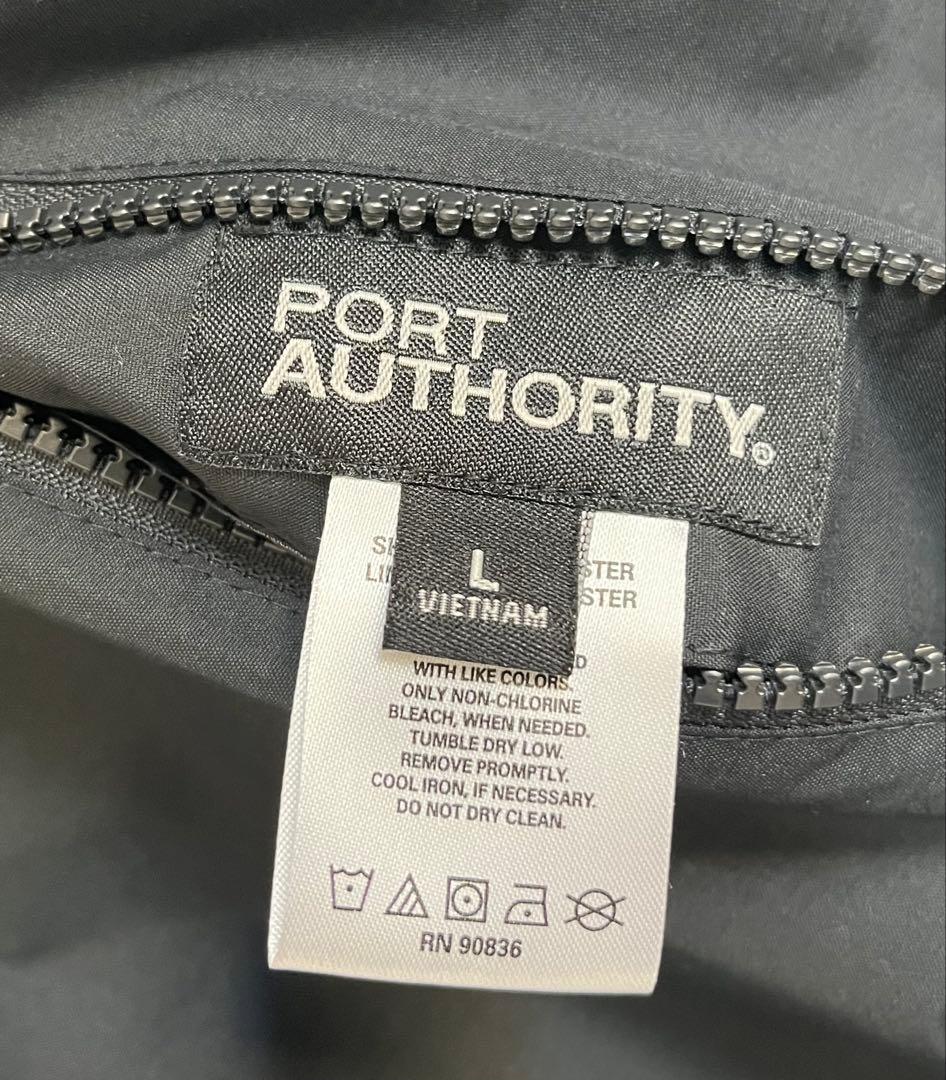 PORT
AUTHORITY®
L
VIETNAM
WITH LIKE COLORS.
ONLY NON-CHLORINE
BLEACH, WHEN NEEDED.
TUMBLE DRY LOW.
REMOVE PROMPTLY.
COOL IRON, IF NECESSARY.
DO NOT DRY CLEAN.
RN 90836